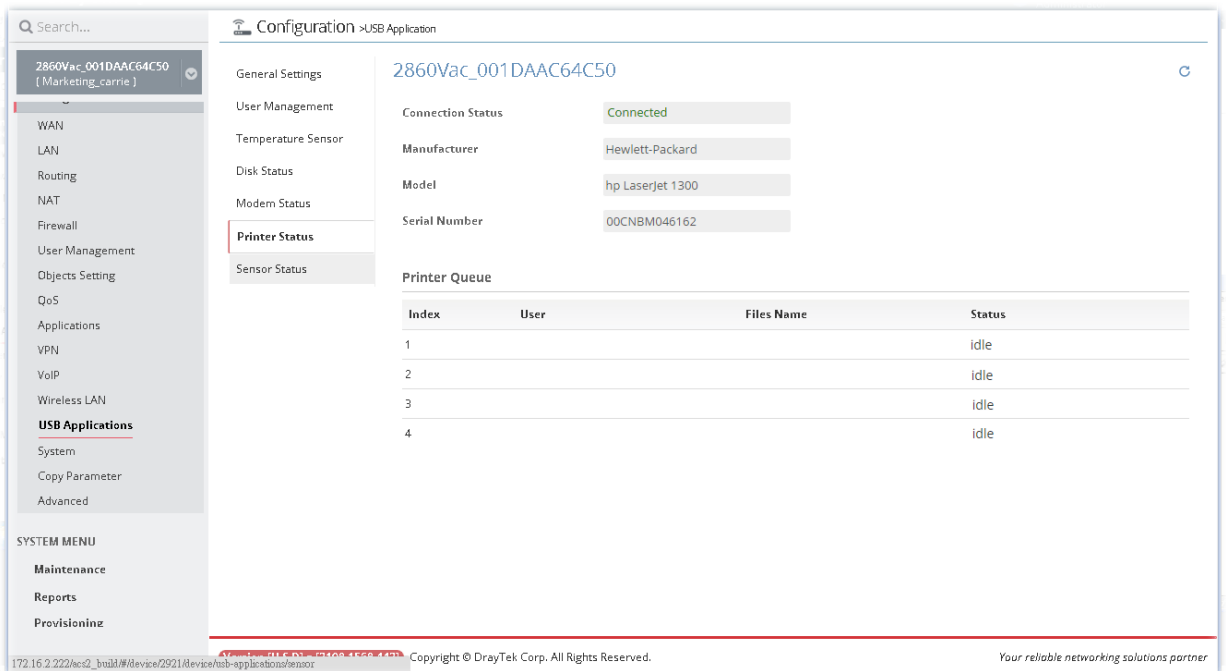 Search...
Configuration >USB Application
2860Vac_001DAAC64C50
[ Marketing_carrie ]
WAN
LAN
Routing
NAT
Firewall
User Management
Objects Setting
QoS
Applications
VPN
VoIP
Wireless LAN
USB Applications
System
Copy Parameter
Advanced
SYSTEM MENU
Maintenance
Reports
Provisioning
General Settings
User Management
Temperature Sensor
Disk Status
Modem Status
Printer Status
Sensor Status
2860Vac_001DAAC64C50
Connection Status Connected
Manufacturer Hewlett-Packard
Model hp LaserJet 1300
Serial Number 00CNBM046162
Printer Queue
Index User Files Name Status
1 idle
2 idle
3 idle
4 idle
Copyright © DrayTek Corp. All Rights Reserved.
Your reliable networking solutions partner
172.16.2.222/acs2_build/#/device/2921/device/usb-applications/sensor